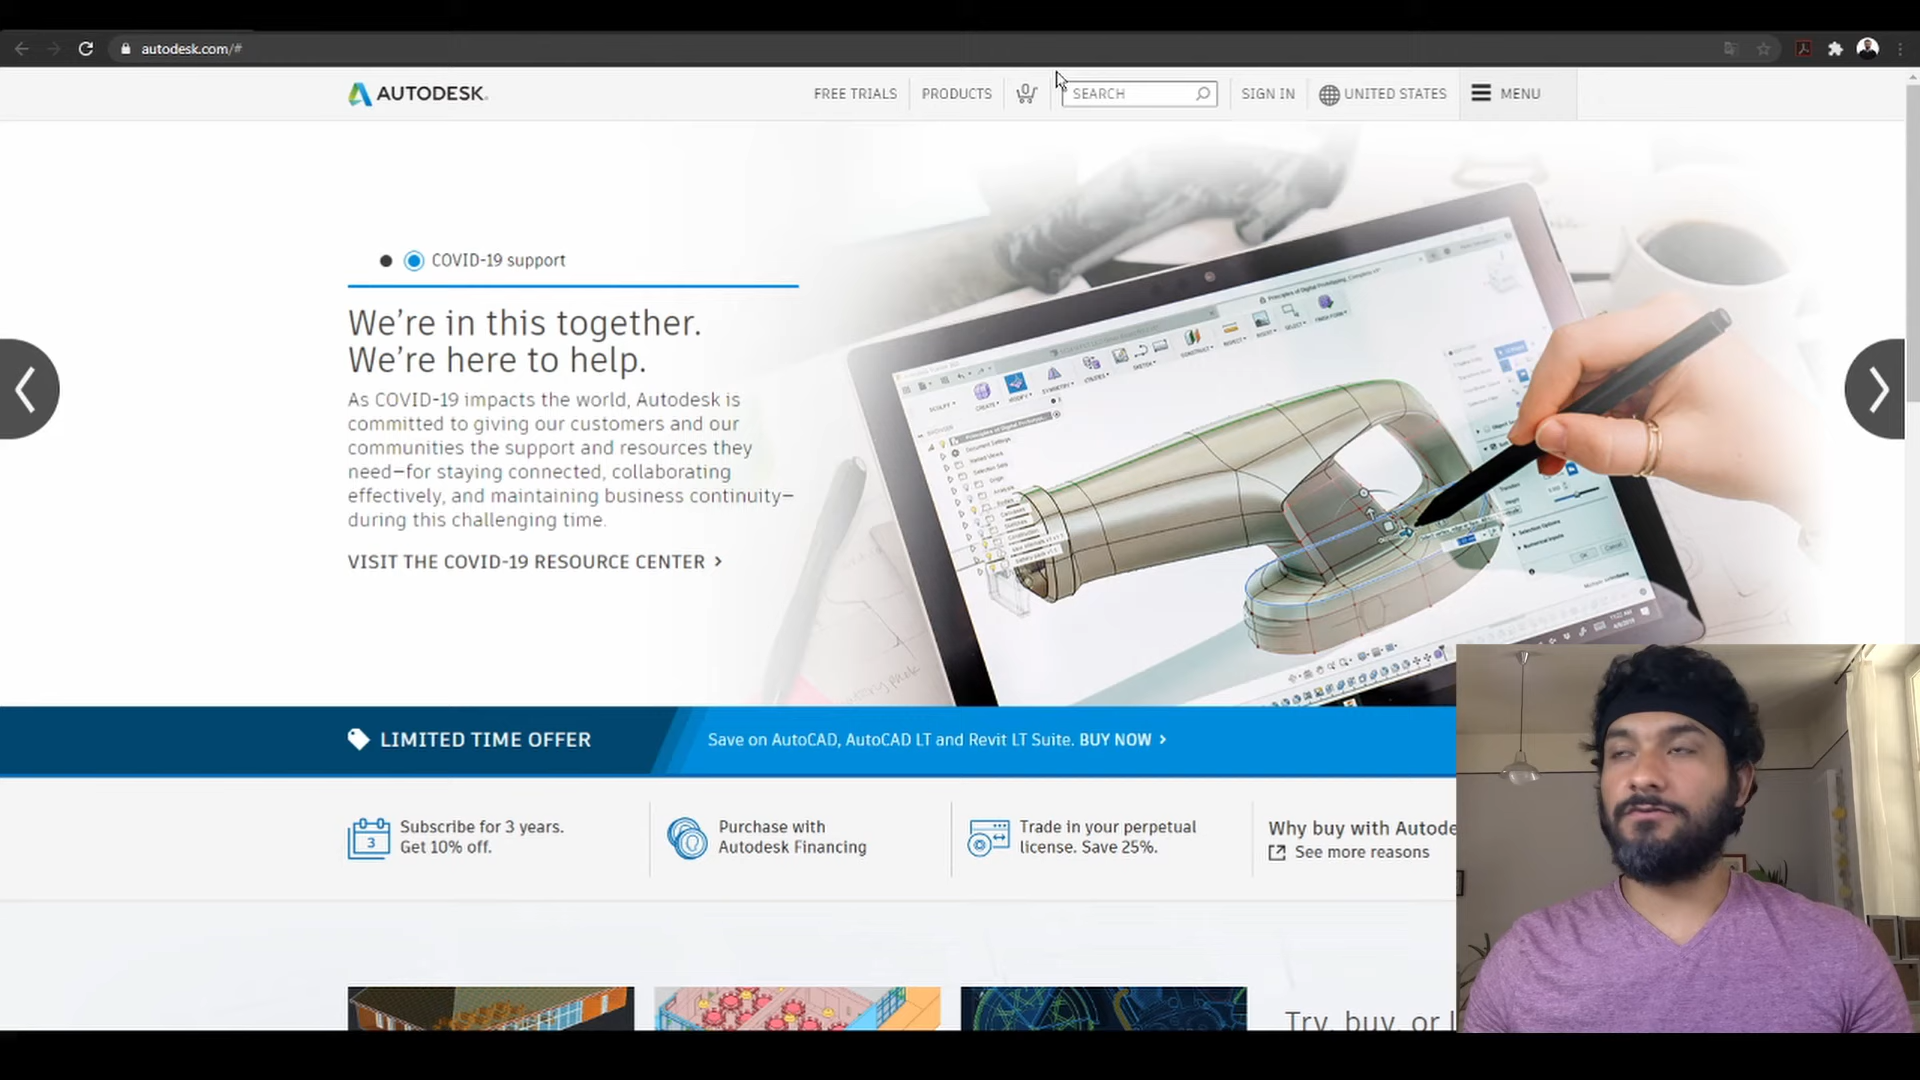 autodesk.com/#
AUTODESK.
FREE TRIALS
PRODUCTS
0
SEARCH
SIGN IN
UNITED STATES
MENU
COVID-19 support
We're in this together.
We're here to help.
As COVID-19 impacts the world, Autodesk is
committed to giving our customers and our
communities the support and resources they
need—for staying connected, collaborating
effectively, and maintaining business continuity—
during this challenging time.
VISIT THE COVID-19 RESOURCE CENTER >
LIMITED TIME OFFER
Save on AutoCAD, AutoCAD LT and Revit LT Suite. BUY NOW >
3
Subscribe for 3 years.
Get 10% off.
Purchase with
Autodesk Financing
Trade in your perpetual
license. Save 25%.
Why buy with Autode
See more reasons
Try, buy, or l